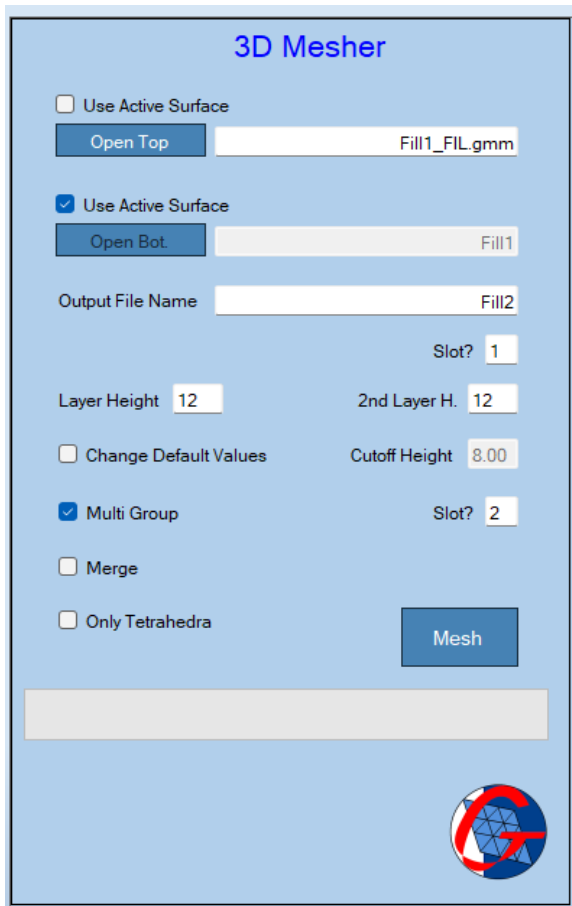 3D Mesher
Use Active Surface
Open Top Fill1_FIL.gmm
Use Active Surface
Open Bot. Fill1
Output File Name Fill2
Slot? 1
Layer Height 12 2nd Layer H. 12
Change Default Values Cutoff Height 8.00
Multi Group Slot? 2
Merge
Only Tetrahedra
Mesh
G